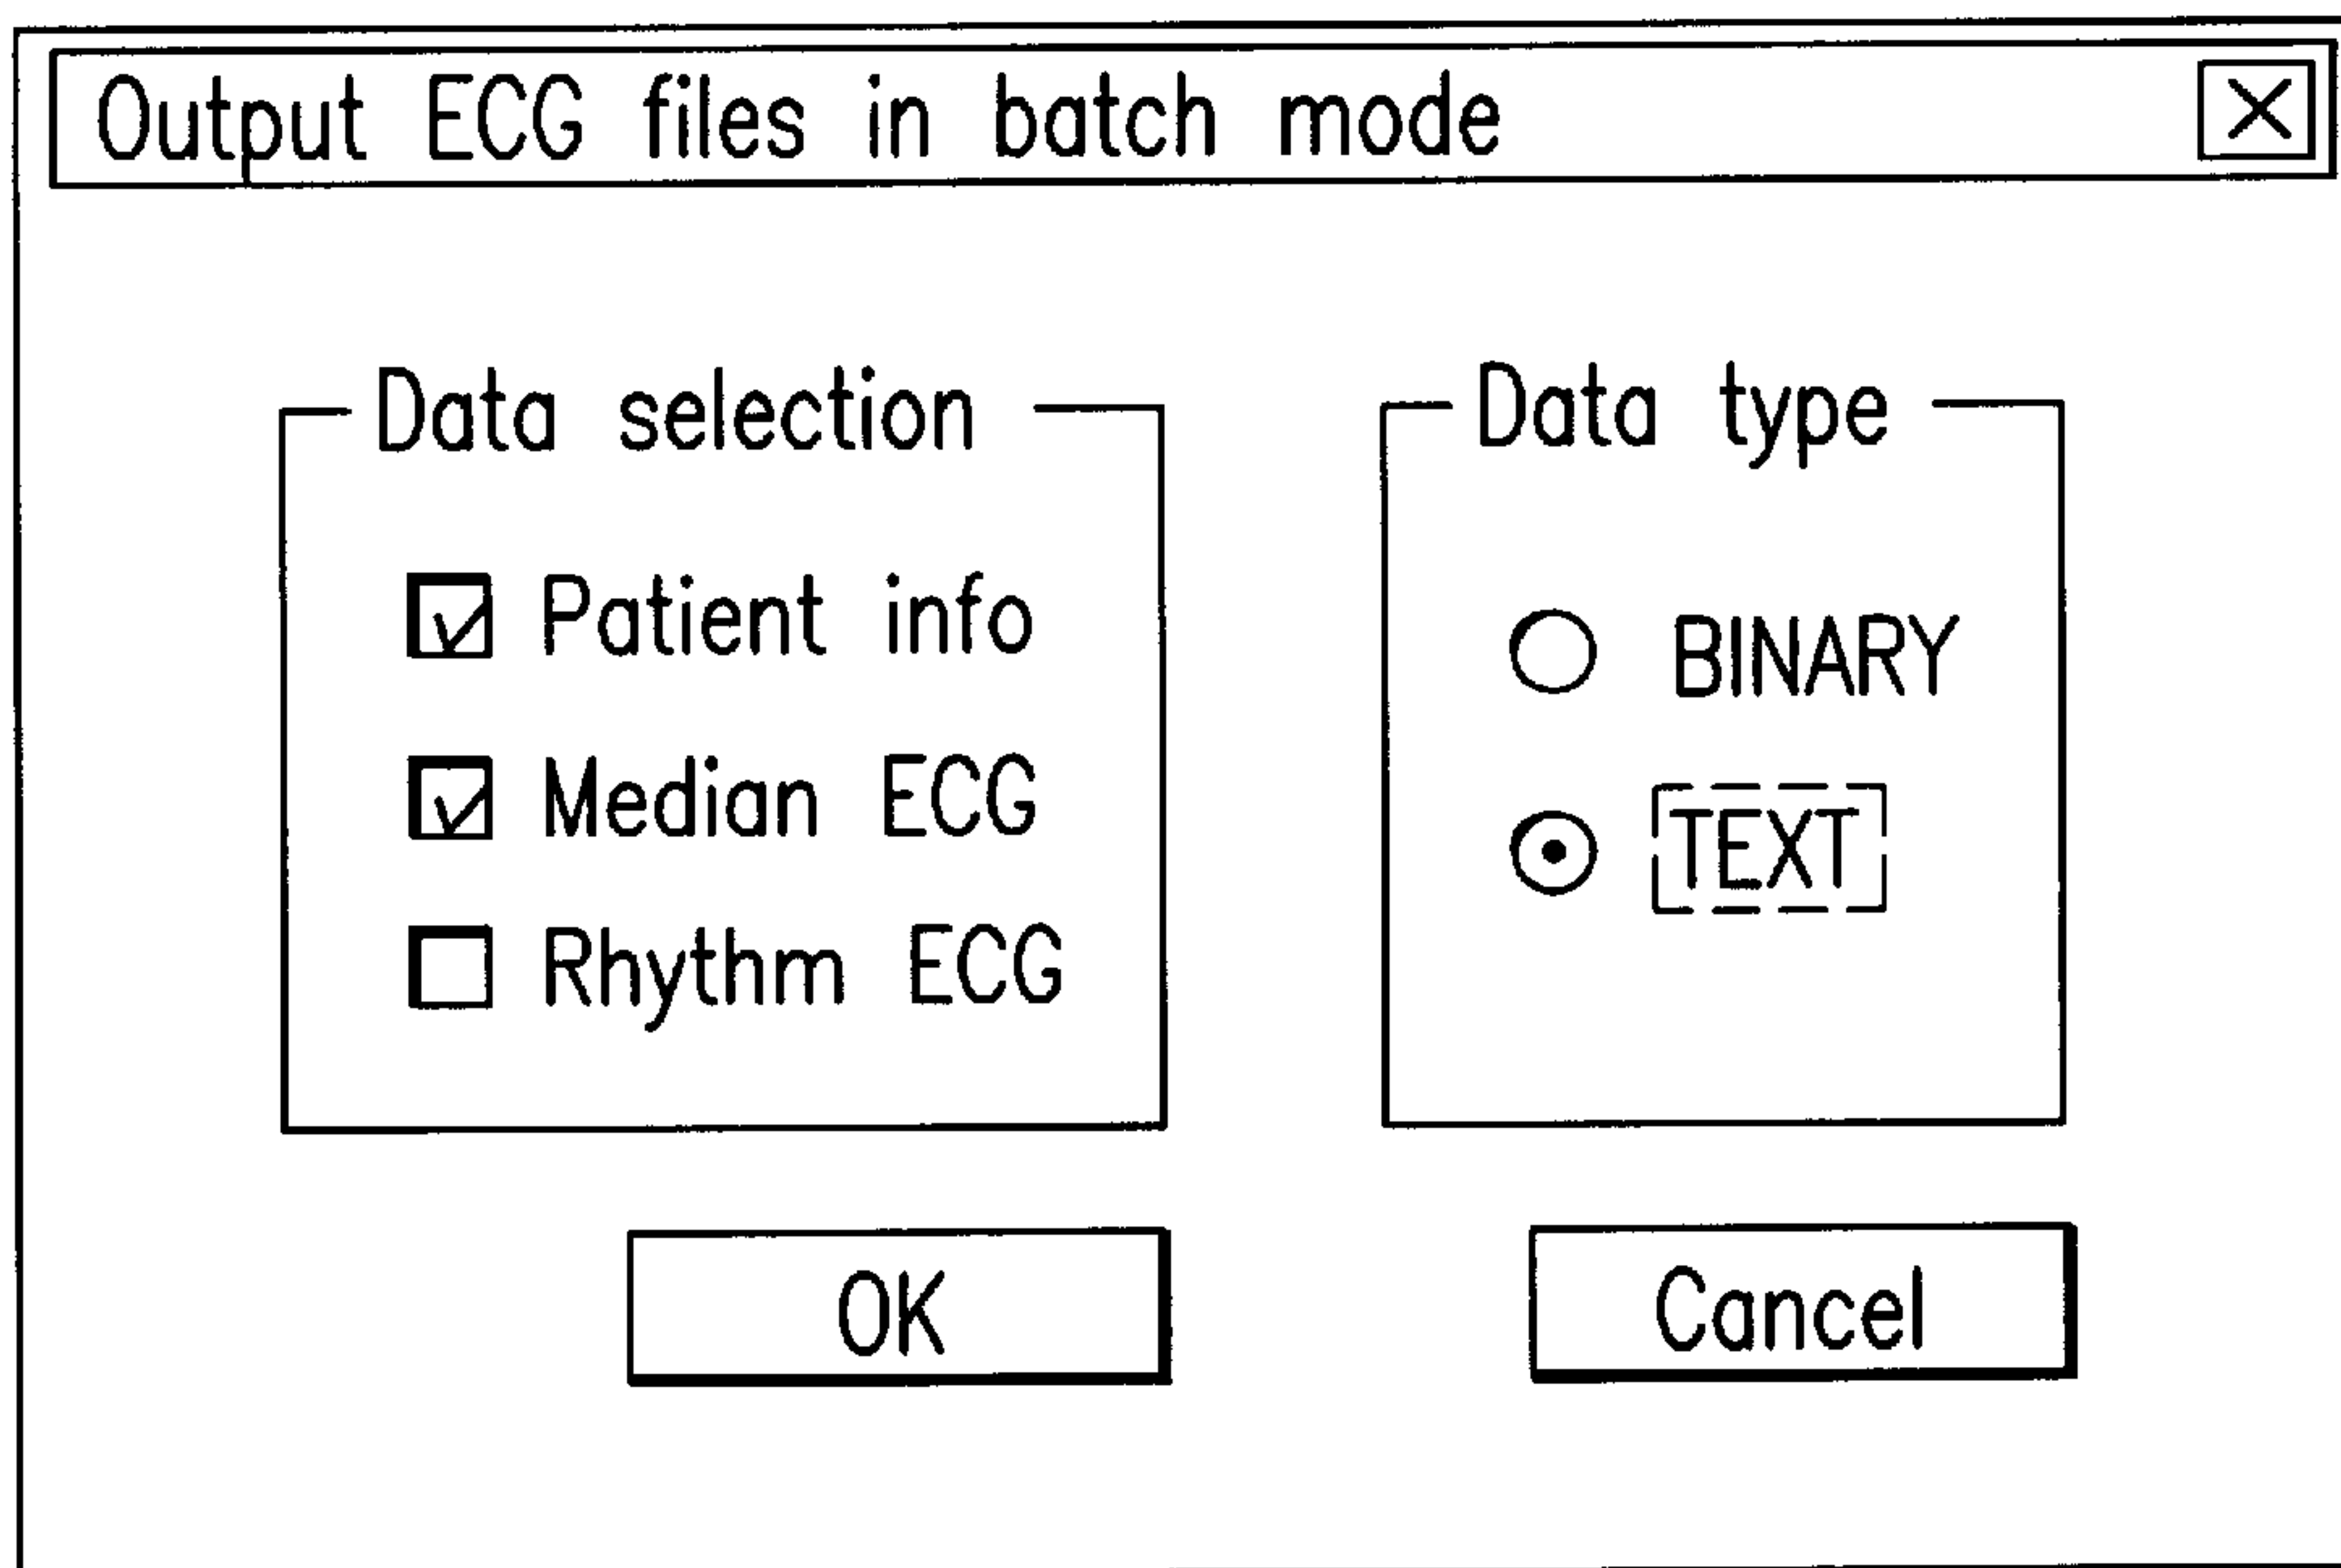 Output ECG files in batch mode
Data selection
Patient info
Median ECG
Rhythm ECG
Data type
BINARY
TEXT
OK
Cancel